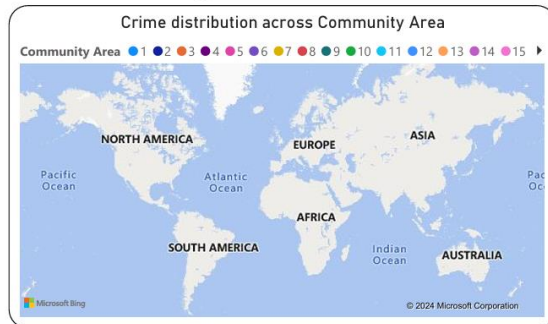 Crime distribution across Community Area
Community Area 1 2 3 4 5 6 7 8 9 10 11 12 13 14 15
NORTH AMERICA
EUROPE
ASIA
Pacific
Ocean
Atlantic
Ocean
Pac
Oc
AFRICA
SOUTH AMERICA
Indian
Ocean
AUSTRALIA
Microsoft Bing
© 2024 Microsoft Corporation